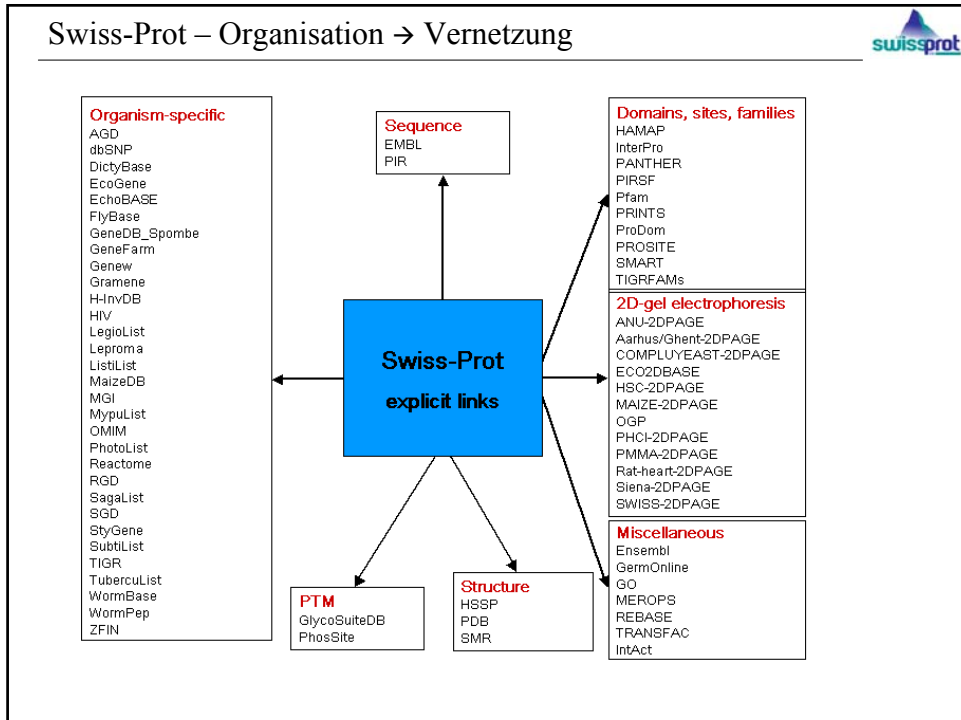 Swiss-Prot – Organisation → Vernetzung
swissprot
Organism-specific
AGD
dbSNP
DictyBase
EcoGene
EchoBASE
FlyBase
GeneDB_Spombe
GeneFarm
Genew
Gramene
H-InvDB
HIV
LegioList
Leproma
ListiList
MaizeDB
MGI
MypuList
OMIM
PhotoList
Reactome
RGD
SagaList
SGD
StyGene
SubtiList
TIGR
TubercuList
WormBase
WormPep
ZFIN
Sequence
EMBL
PIR
Swiss-Prot
explicit links
PTM
GlycoSuiteDB
PhosSite
Structure
HSSP
PDB
SMR
Domains, sites, families
HAMAP
InterPro
PANTHER
PIRSF
Pfam
PRINTS
ProDom
PROSITE
SMART
TIGRFAMs
2D-gel electrophoresis
ANU-2DPAGE
Aarhus/Ghent-2DPAGE
COMPLUYEAST-2DPAGE
ECO2DBASE
HSC-2DPAGE
MAIZE-2DPAGE
OGP
PHCI-2DPAGE
PMMA-2DPAGE
Rat-heart-2DPAGE
Siena-2DPAGE
SWISS-2DPAGE
Miscellaneous
Ensembl
GermOnline
GO
MEROPS
REBASE
TRANSFAC
IntAct